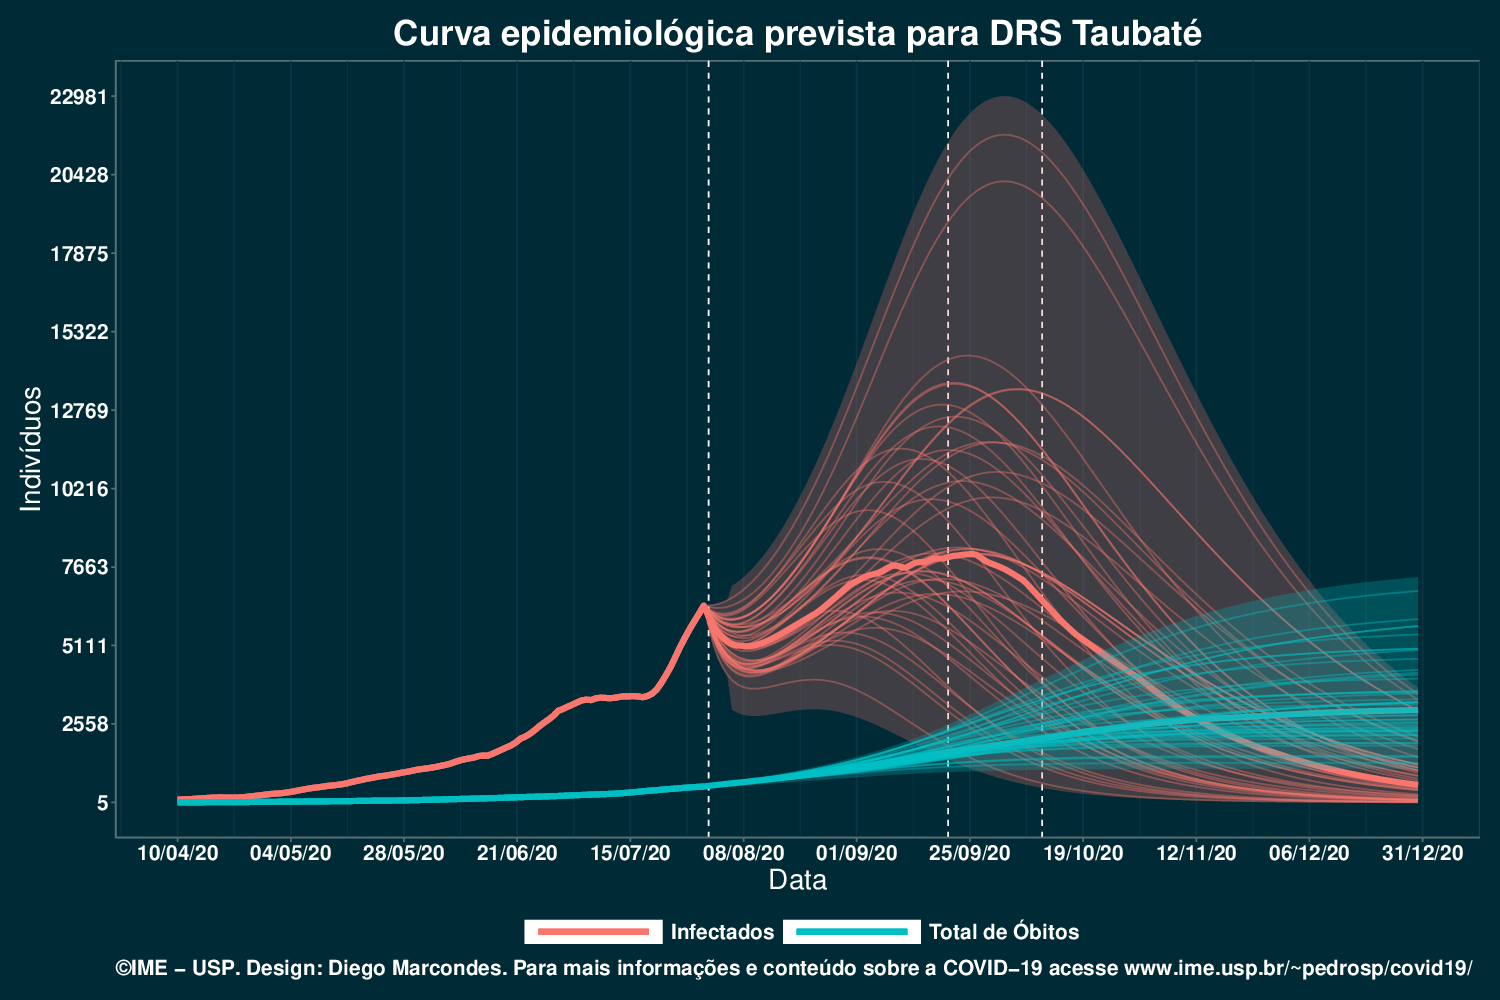 Curva epidemiológica prevista para DRS Taubaté
22981
20428
17875
15322
12769
10216
7663
5111
2558
5
Indivíduos
10/04/20 04/05/20 28/05/20 21/06/20 15/07/20 08/08/20 01/09/20 25/09/20 19/10/20 12/11/20 06/12/20 31/12/20
Data
Infectados Total de Óbitos
©IME − USP. Design: Diego Marcondes. Para mais informações e conteúdo sobre a COVID−19 acesse www.ime.usp.br/~pedrosp/covid19/